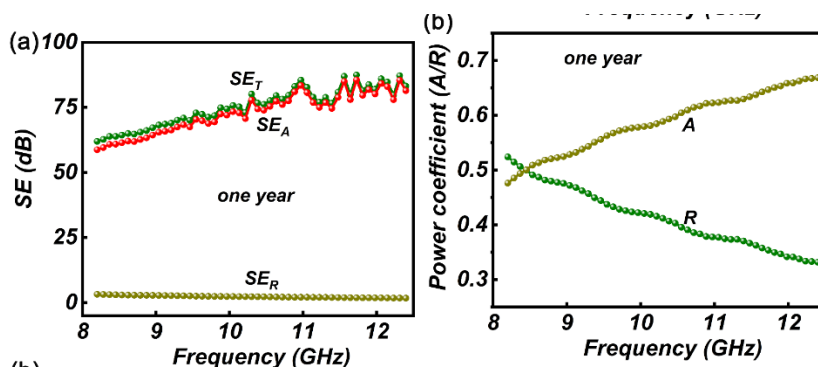 (a)
100
75
50
25
0
SE (dB)
SE_T
SE_A
one year
SE_R
8 9 10 11 12
Frequency (GHz)
(b)
Frequency (GHz)
(b)
0.7
0.6
0.5
0.4
0.3
Power coefficient (A/R)
one year
A
R
8 9 10 11 12
Frequency (GHz)